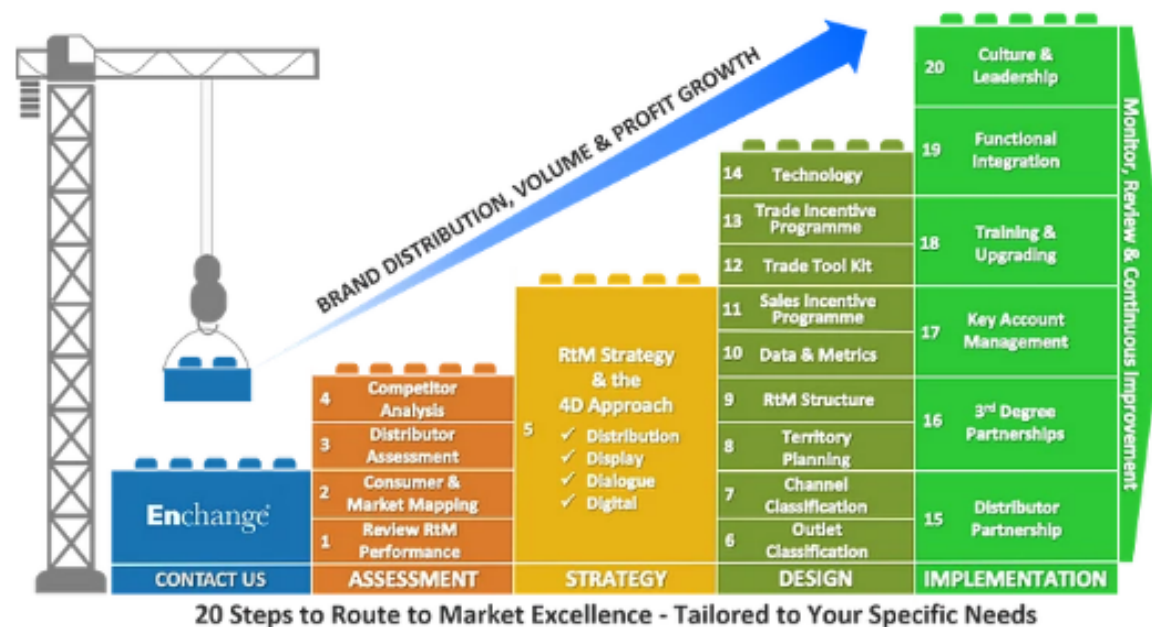 BRAND DISTRIBUTION, VOLUME & PROFIT GROWTH
Enchange
CONTACT US
4 Competitor
Analysis
3 Distributor
Assessment
2 Consumer &
Market Mapping
1 Review RtM
Performance
ASSESSMENT
RtM Strategy
& the
4D Approach
5
✓ Distribution
✓ Display
✓ Dialogue
✓ Digital
STRATEGY
14 Technology
13 Trade Incentive
Programme
12 Trade Tool Kit
11 Sales Incentive
Programme
10 Data & Metrics
9 RtM Structure
8 Territory
Planning
7 Channel
Classification
6 Outlet
Classification
DESIGN
20 Culture &
Leadership
19 Functional
Integration
18 Training &
Upgrading
17 Key Account
Management
16 3rd Degree
Partnerships
15 Distributor
Partnership
IMPLEMENTATION
Monitor, Review & Continuous Improvement
20 Steps to Route to Market Excellence - Tailored to Your Specific Needs